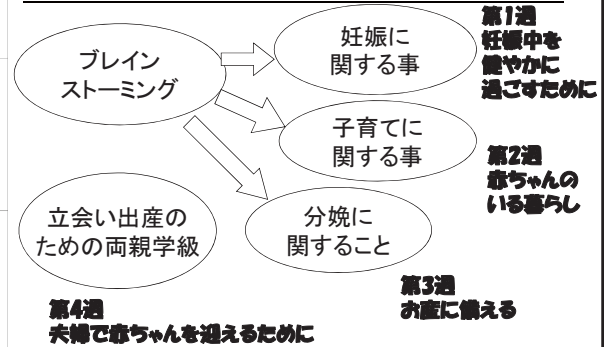 ブレイン
ストーミング
妊娠に
関する事
第1週
妊娠中を
健やかに
過ごすために
子育てに
関する事
第2週
赤ちゃんの
いる暮らし
立会い出産の
ための両親学級
分娩に
関すること
第3週
お産に備える
第4週
夫婦で赤ちゃんを迎えるために